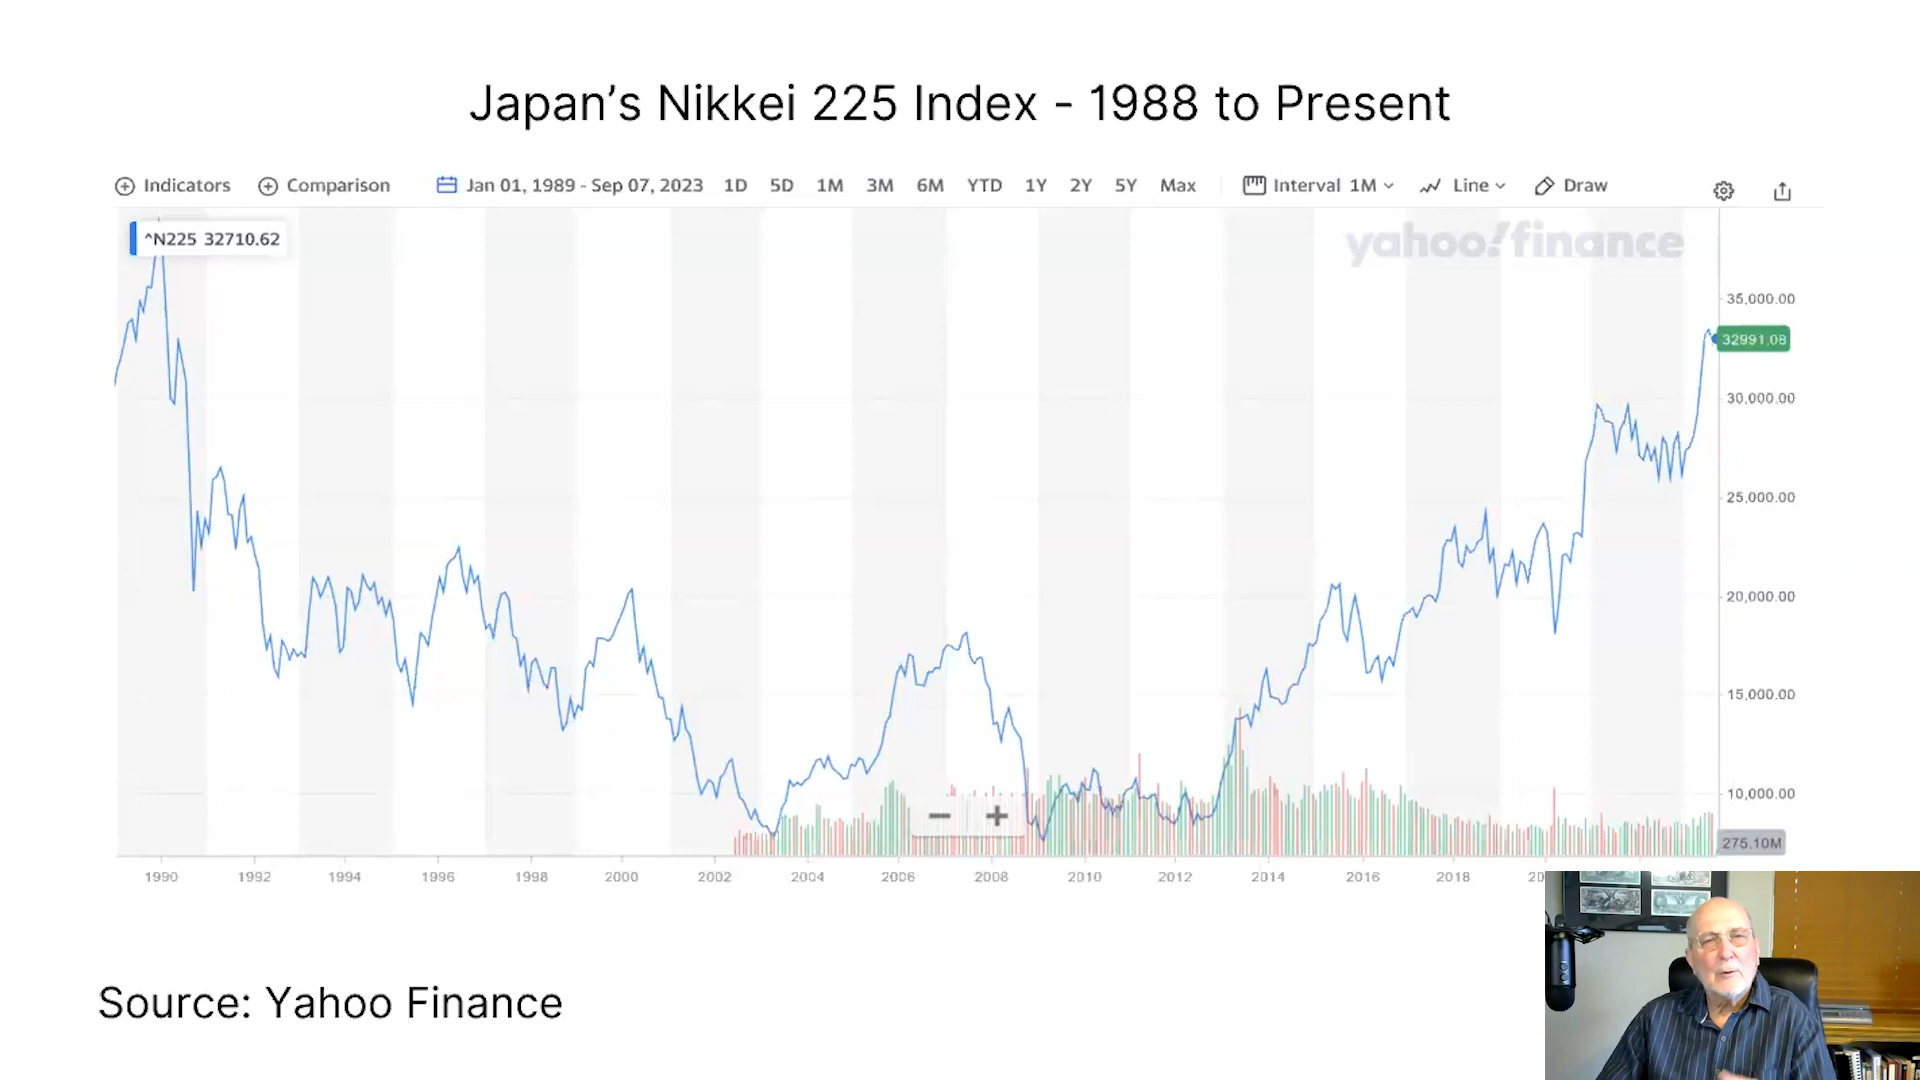 Japan's Nikkei 225 Index - 1988 to Present
Indicators Comparison Jan 01, 1989 - Sep 07, 2023 1D 5D 1M 3M 6M YTD 1Y 2Y 5Y Max Interval 1M Line Draw
^N225 32710.62
yahoo!finance
35,000.00
32991.08
30,000.00
25,000.00
20,000.00
15,000.00
10,000.00
275.10M
1990 1992 1994 1996 1998 2000 2002 2004 2006 2008 2010 2012 2014 2016 2018
Source: Yahoo Finance